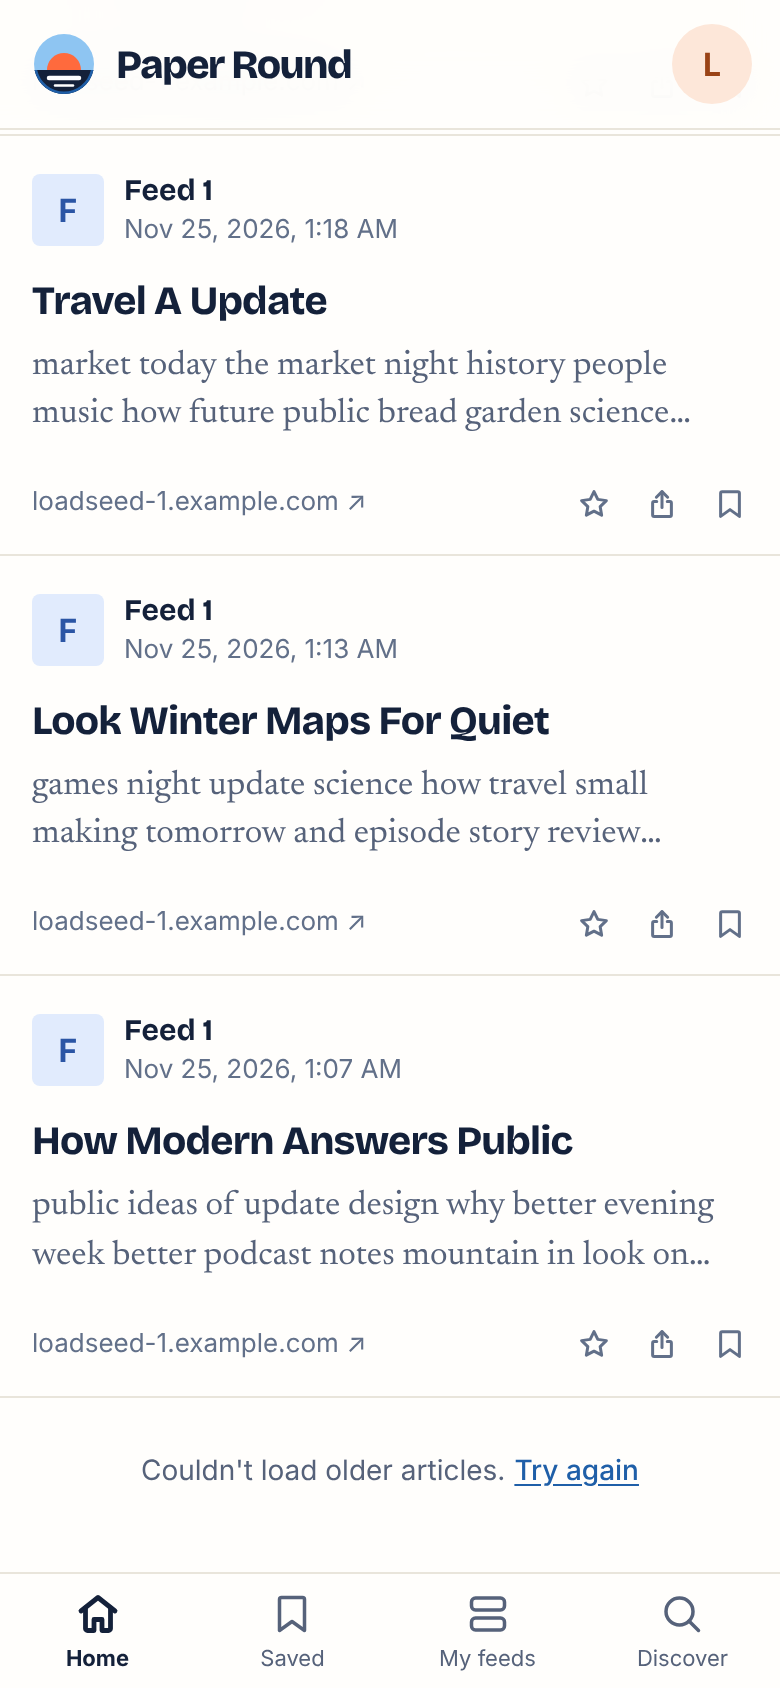 Paper Round
L
F
Feed 1
Nov 25, 2026, 1:18 AM
Travel A Update
market today the market night history people
music how future public bread garden science...
loadseed-1.example.com ↗
F
Feed 1
Nov 25, 2026, 1:13 AM
Look Winter Maps For Quiet
games night update science how travel small
making tomorrow and episode story review...
loadseed-1.example.com ↗
F
Feed 1
Nov 25, 2026, 1:07 AM
How Modern Answers Public
public ideas of update design why better evening
week better podcast notes mountain in look on...
loadseed-1.example.com ↗
Couldn't load older articles. Try again
Home
Saved
My feeds
Discover